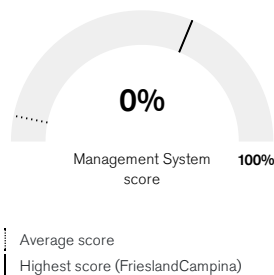 0%
Management System
score
100%
Average score
Highest score (FrieslandCampina)